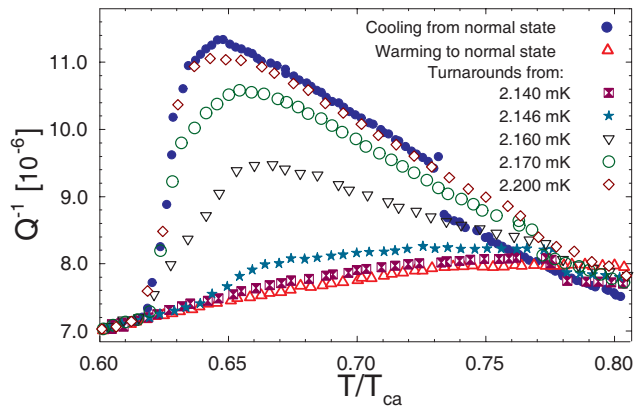 Cooling from normal state
Warming to normal state
Turnarounds from:
2.140 mK
2.146 mK
2.160 mK
2.170 mK
2.200 mK
Q⁻¹ [10⁻⁶]
11.0
10.0
9.0
8.0
7.0
0.60 0.65 0.70 0.75 0.80
T/T_ca